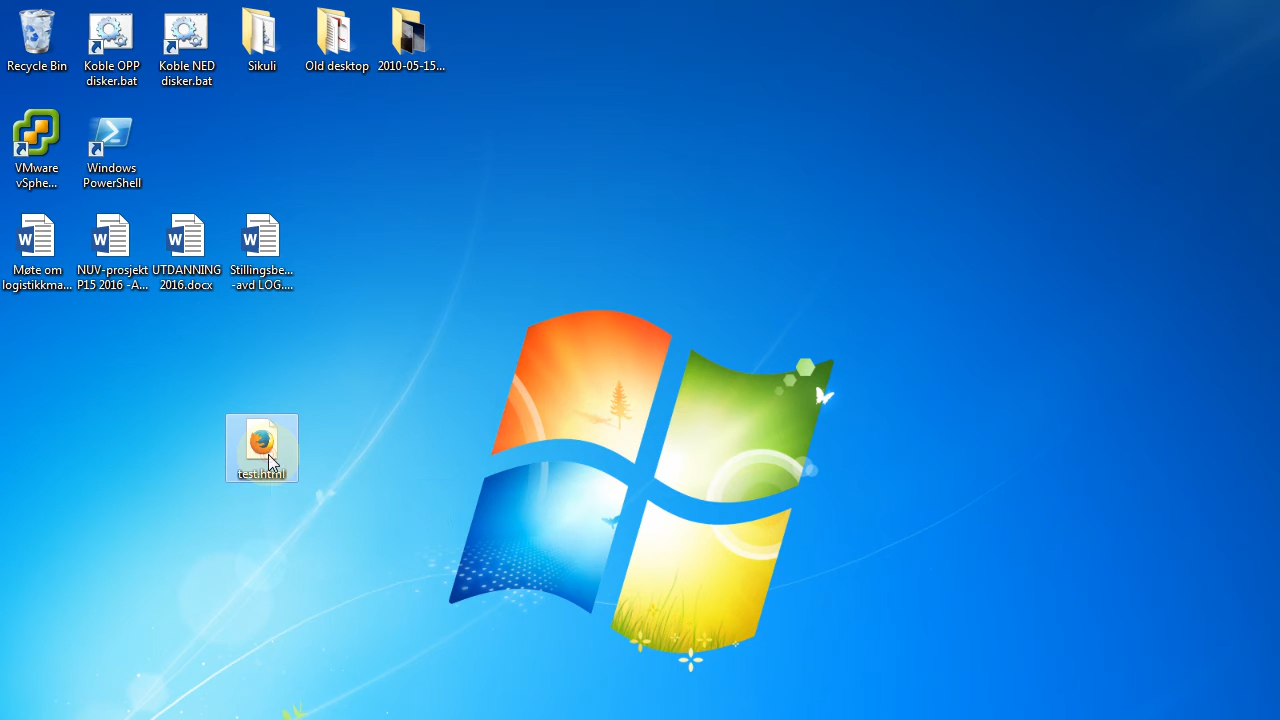 Recycle Bin
Koble OPP
disker.bat
Koble NED
disker.bat
Sikuli
Old desktop
2010-05-15...
VMware
vSphe...
Windows
PowerShell
Møte om
logistikkma...
NUV-prosjekt
P15 2016 -A...
UTDANNING
2016.docx
Stillingsbe...
-avd LOG....
test.html